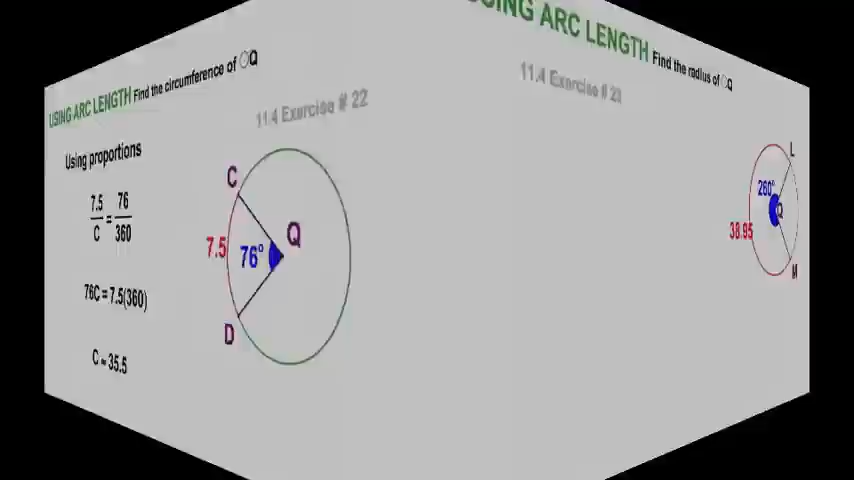 USING ARC LENGTH Find the circumference of ⊙Q
11.4 Exercise # 22
Using proportions
7.5/C = 76/360
76C = 7.5(360)
C ≈ 35.5
C
Q
7.5
76°
D
USING ARC LENGTH Find the radius of ⊙Q
11.4 Exercise # 23
L
260°
Q
38.95
M